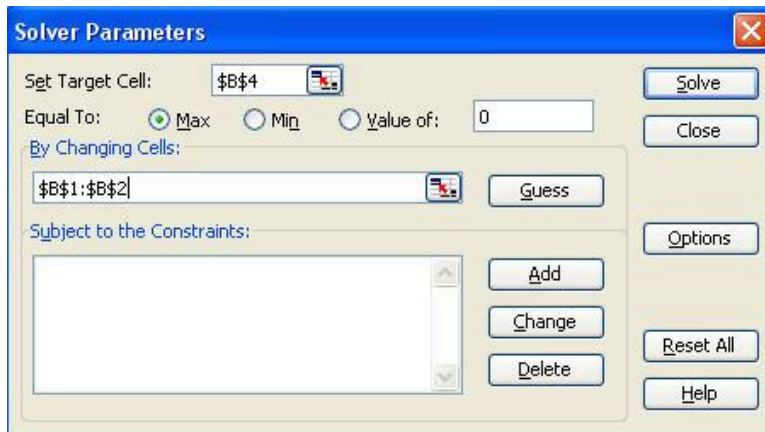 Solver Parameters
Set Target Cell: $B$4 Solve
Equal To: Max Min Value of: 0 Close
By Changing Cells:
$B$1:$B$2 Guess
Subject to the Constraints: Options
Add
Change
Reset All
Delete
Help